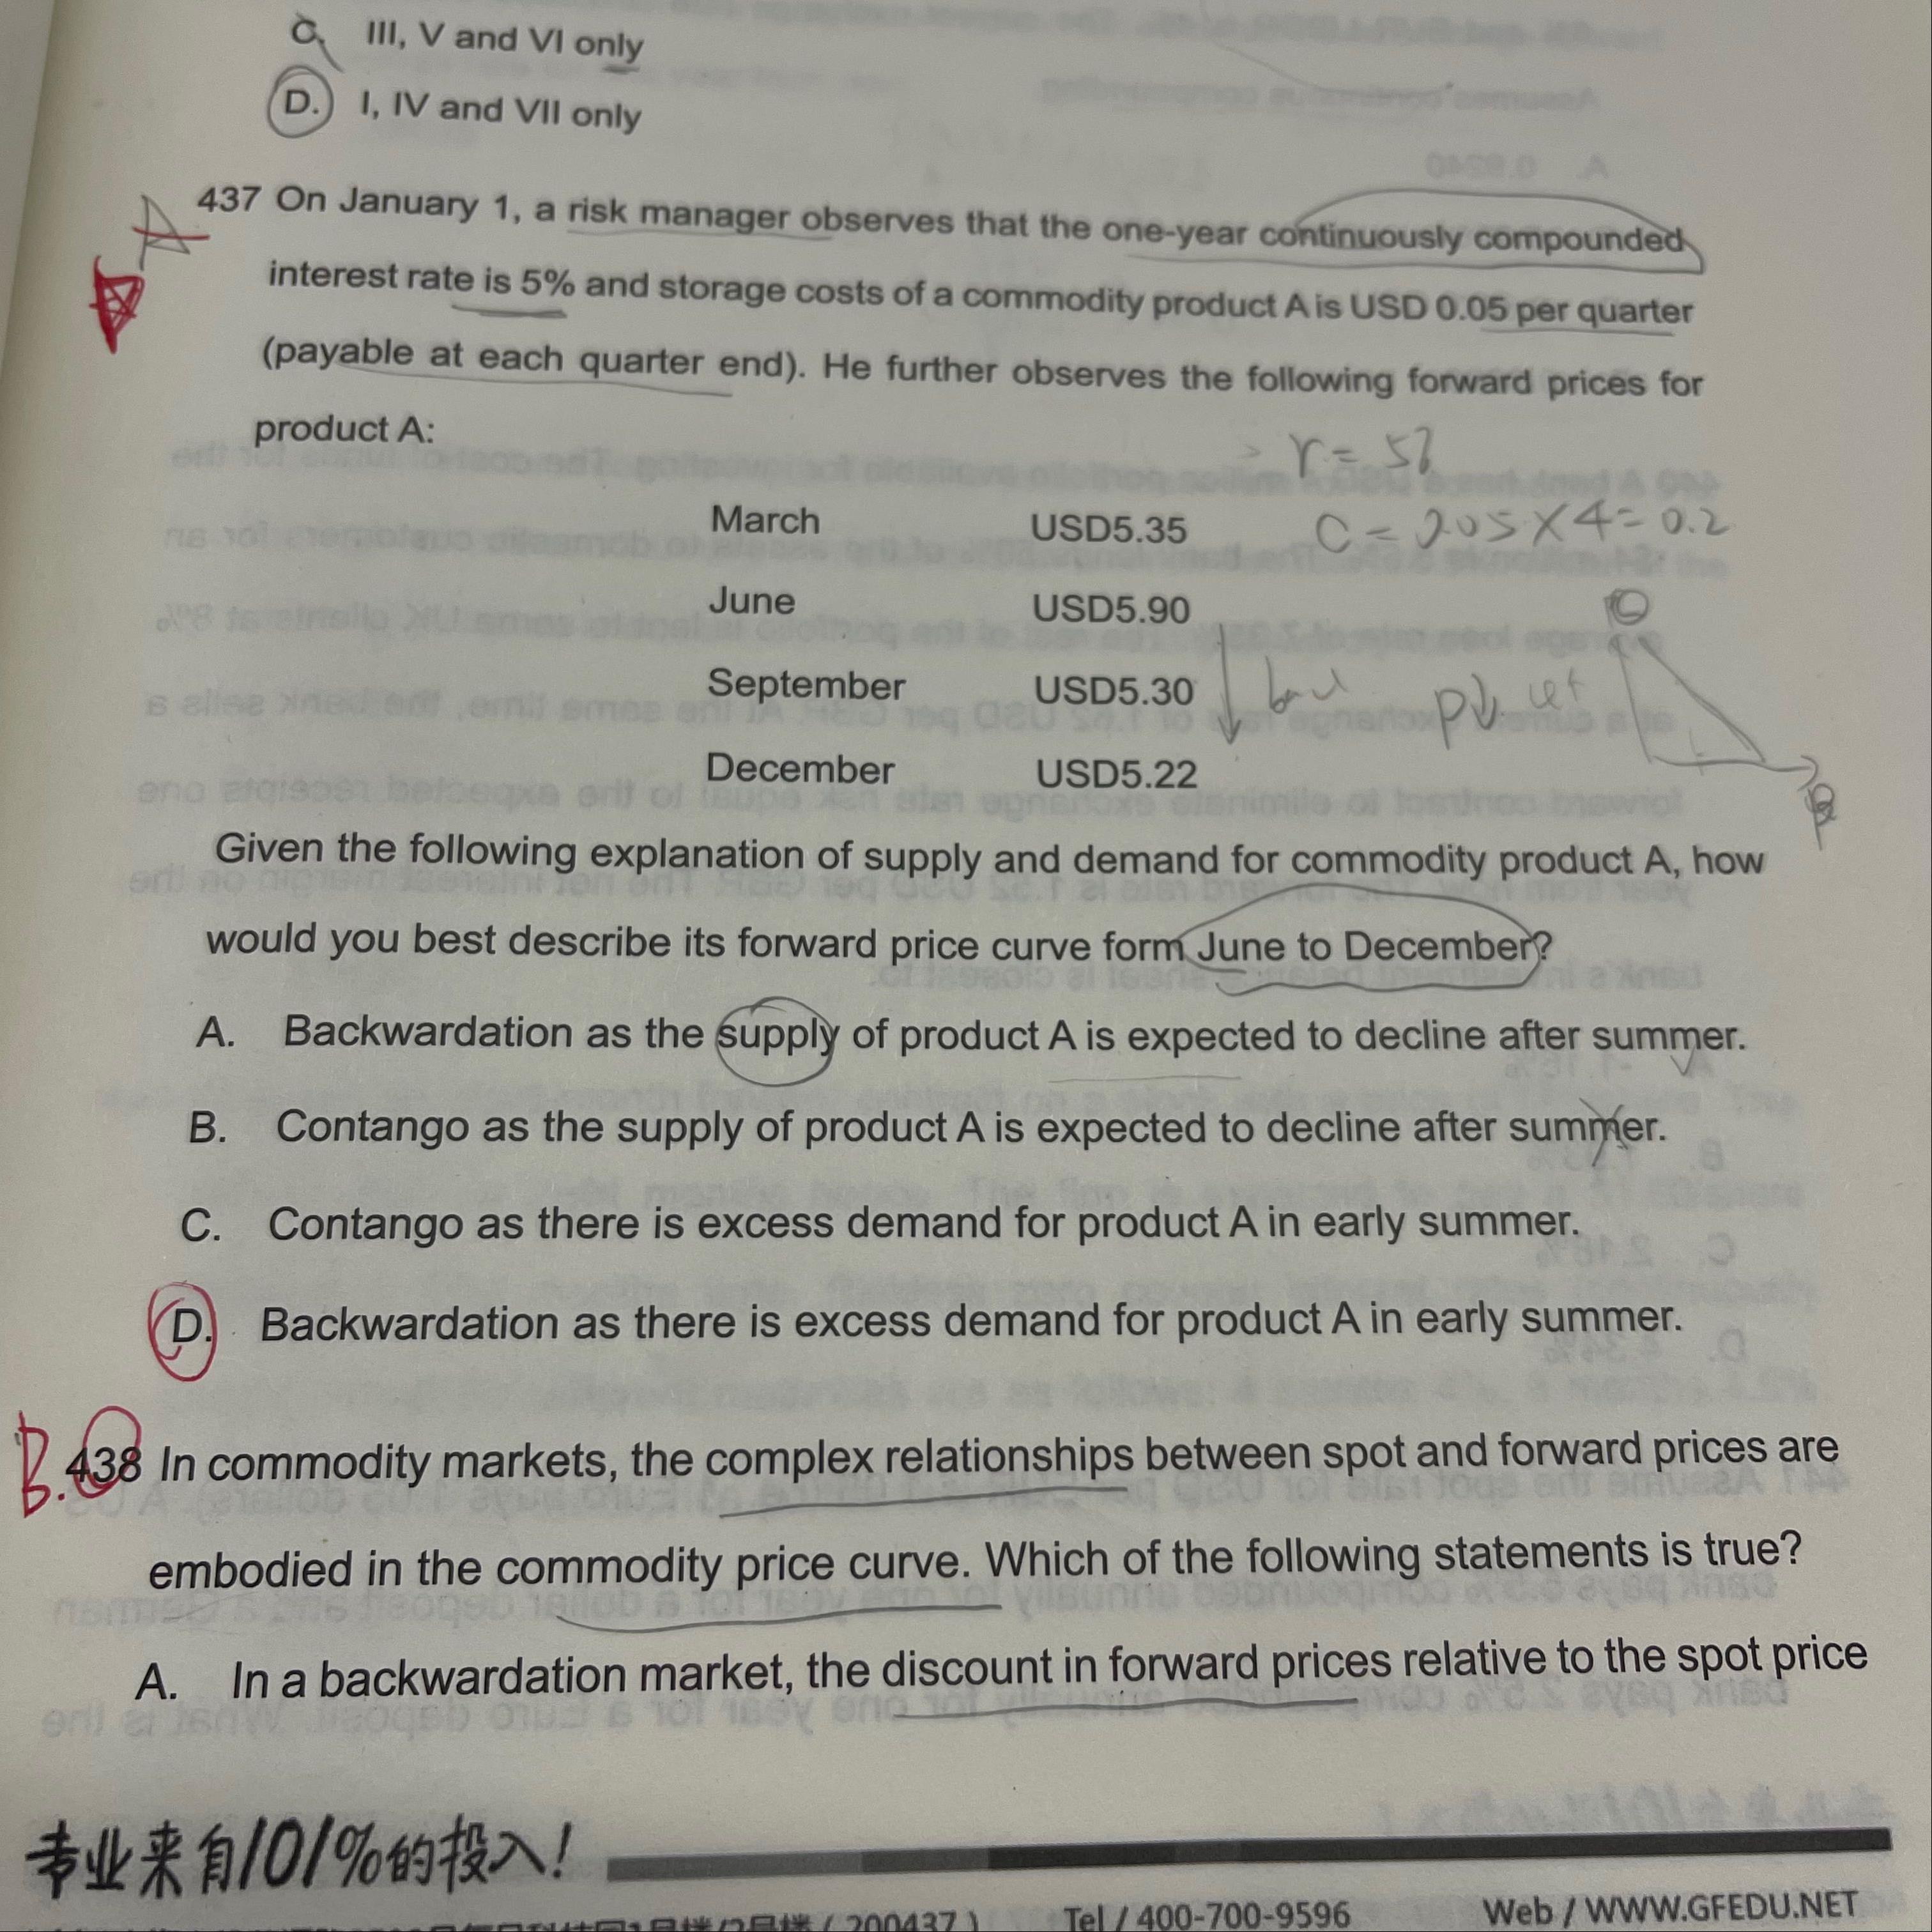 C. III, V and VI only
D. I, IV and VII only
A
437 On January 1, a risk manager observes that the one-year continuously compounded
interest rate is 5% and storage costs of a commodity product A is USD 0.05 per quarter
(payable at each quarter end). He further observes the following forward prices for
product A:
r = 5%
March USD5.35
C = 0.05 × 4 = 0.2
June USD5.90
September USD5.30
December USD5.22
Given the following explanation of supply and demand for commodity product A, how
would you best describe its forward price curve form June to December?
A. Backwardation as the supply of product A is expected to decline after summer.
B. Contango as the supply of product A is expected to decline after summer.
C. Contango as there is excess demand for product A in early summer.
D. Backwardation as there is excess demand for product A in early summer.
B. 438 In commodity markets, the complex relationships between spot and forward prices are
embodied in the commodity price curve. Which of the following statements is true?
A. In a backwardation market, the discount in forward prices relative to the spot price
专业来自101%的投入!
(200437) Tel / 400-700-9596 Web / WWW.GFEDU.NET